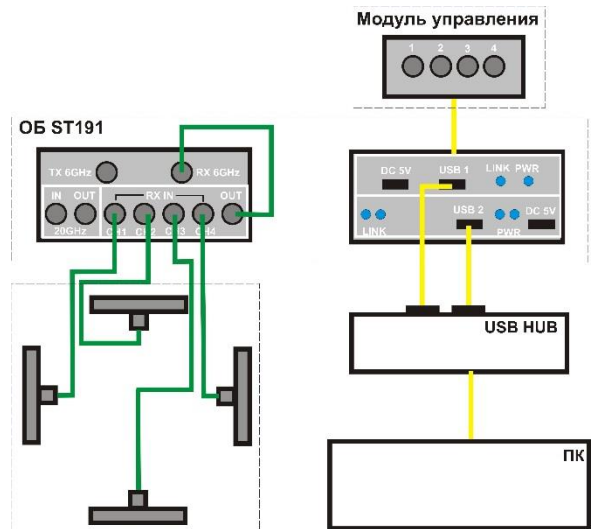 Модуль управления
1 2 3 4
ОБ ST191
TX 6GHz RX 6GHz
IN OUT RX IN OUT
20GHz CH1 CH2 CH3 CH4
DC 5V USB 1 LINK PWR
USB 2 DC 5V
LINK PWR
USB HUB
ПК